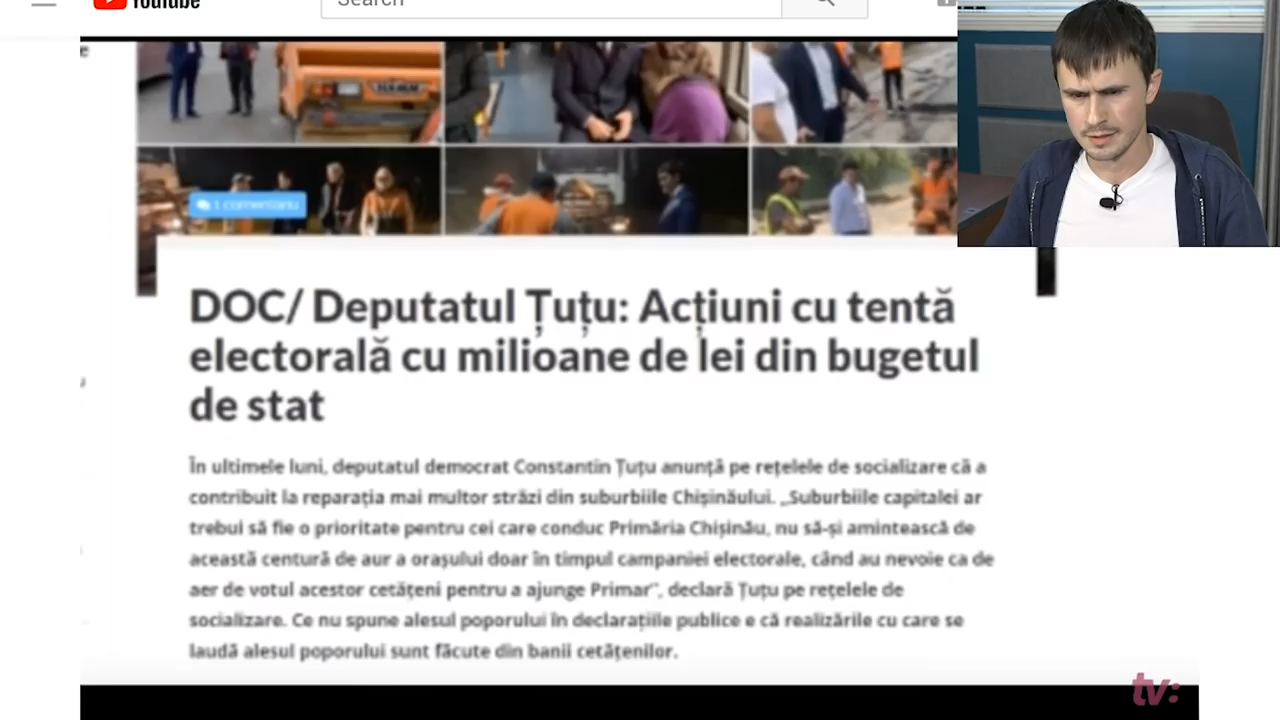 YouTube
Search
1 comentariu
DOC/ Deputatul Țuțu: Acțiuni cu tentă
electorală cu milioane de lei din bugetul
de stat
În ultimele luni, deputatul democrat Constantin Țuțu anunță pe rețelele de socializare că a
contribuit la reparația mai multor străzi din suburbiile Chișinăului. „Suburbiile capitalei ar
trebui să fie o prioritate pentru cei care conduc Primăria Chișinău, nu să-și amintească de
această centură de aur a orașului doar în timpul campaniei electorale, când au nevoie ca de
aer de votul acestor cetățeni pentru a ajunge Primar”, declară Țuțu pe rețelele de
socializare. Ce nu spune alesul poporului în declarațiile publice e că realizările cu care se
laudă alesul poporului sunt făcute din banii cetățenilor.
tv: